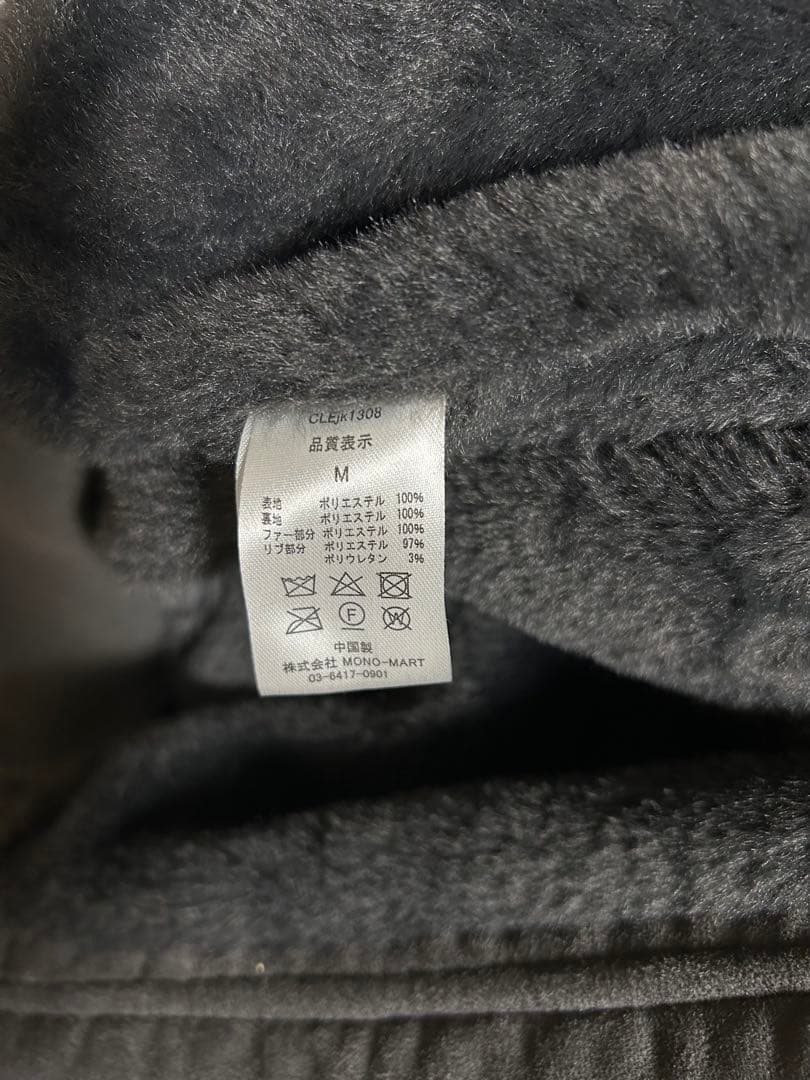 CLEjk1308
品質表示
M
表地 ポリエステル 100%
裏地 ポリエステル 100%
ファー部分 ポリエステル 100%
リブ部分 ポリエステル 97%
ポリウレタン 3%
F
W
中国製
株式会社 MONO-MART
03-6417-0901